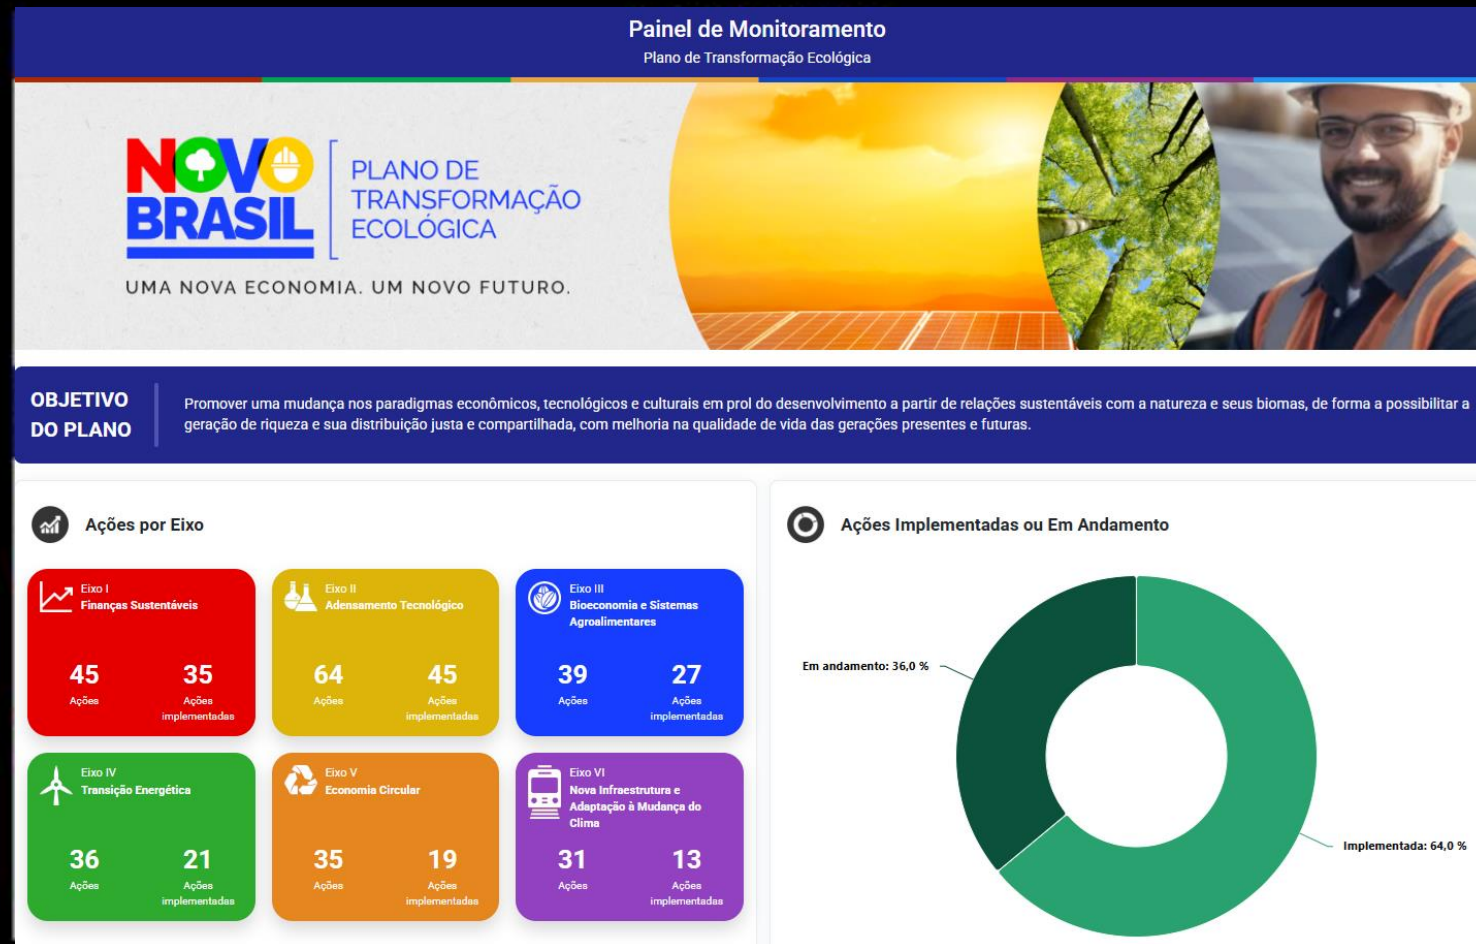 Painel de Monitoramento
Plano de Transformação Ecológica
NOVO
BRASIL
PLANO DE
TRANSFORMAÇÃO
ECOLÓGICA
UMA NOVA ECONOMIA. UM NOVO FUTURO.
OBJETIVO
DO PLANO
Promover uma mudança nos paradigmas econômicos, tecnológicos e culturais em prol do desenvolvimento a partir de relações sustentáveis com a natureza e seus biomas, de forma a possibilitar a
geração de riqueza e sua distribuição justa e compartilhada, com melhoria na qualidade de vida das gerações presentes e futuras.
Ações por Eixo
Eixo I
Finanças Sustentáveis
45
Ações
35
Ações
implementadas
Eixo II
Adensamento Tecnológico
64
Ações
45
Ações
implementadas
Eixo III
Bioeconomia e Sistemas
Agroalimentares
39
Ações
27
Ações
implementadas
Eixo IV
Transição Energética
36
Ações
21
Ações
implementadas
Eixo V
Economia Circular
35
Ações
19
Ações
implementadas
Eixo VI
Nova Infraestrutura e
Adaptação à Mudança do
Clima
31
Ações
13
Ações
implementadas
Ações Implementadas ou Em Andamento
Em andamento: 36,0 %
Implementada: 64,0 %